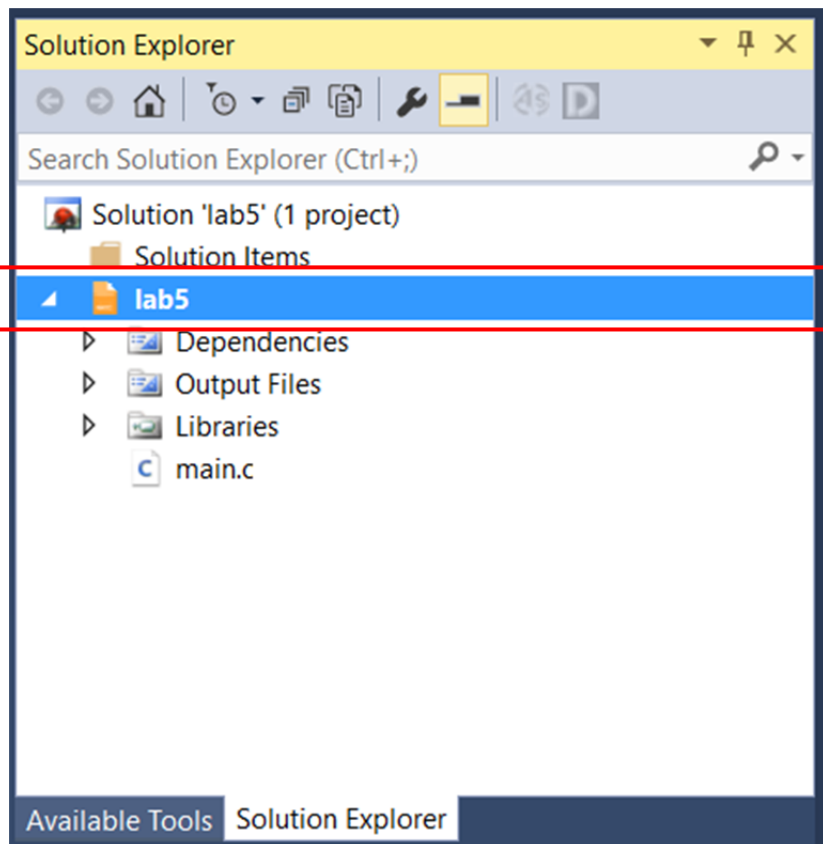 Solution Explorer
Search Solution Explorer (Ctrl+;)
Solution 'lab5' (1 project)
Solution Items
lab5
Dependencies
Output Files
Libraries
C main.c
Available Tools Solution Explorer